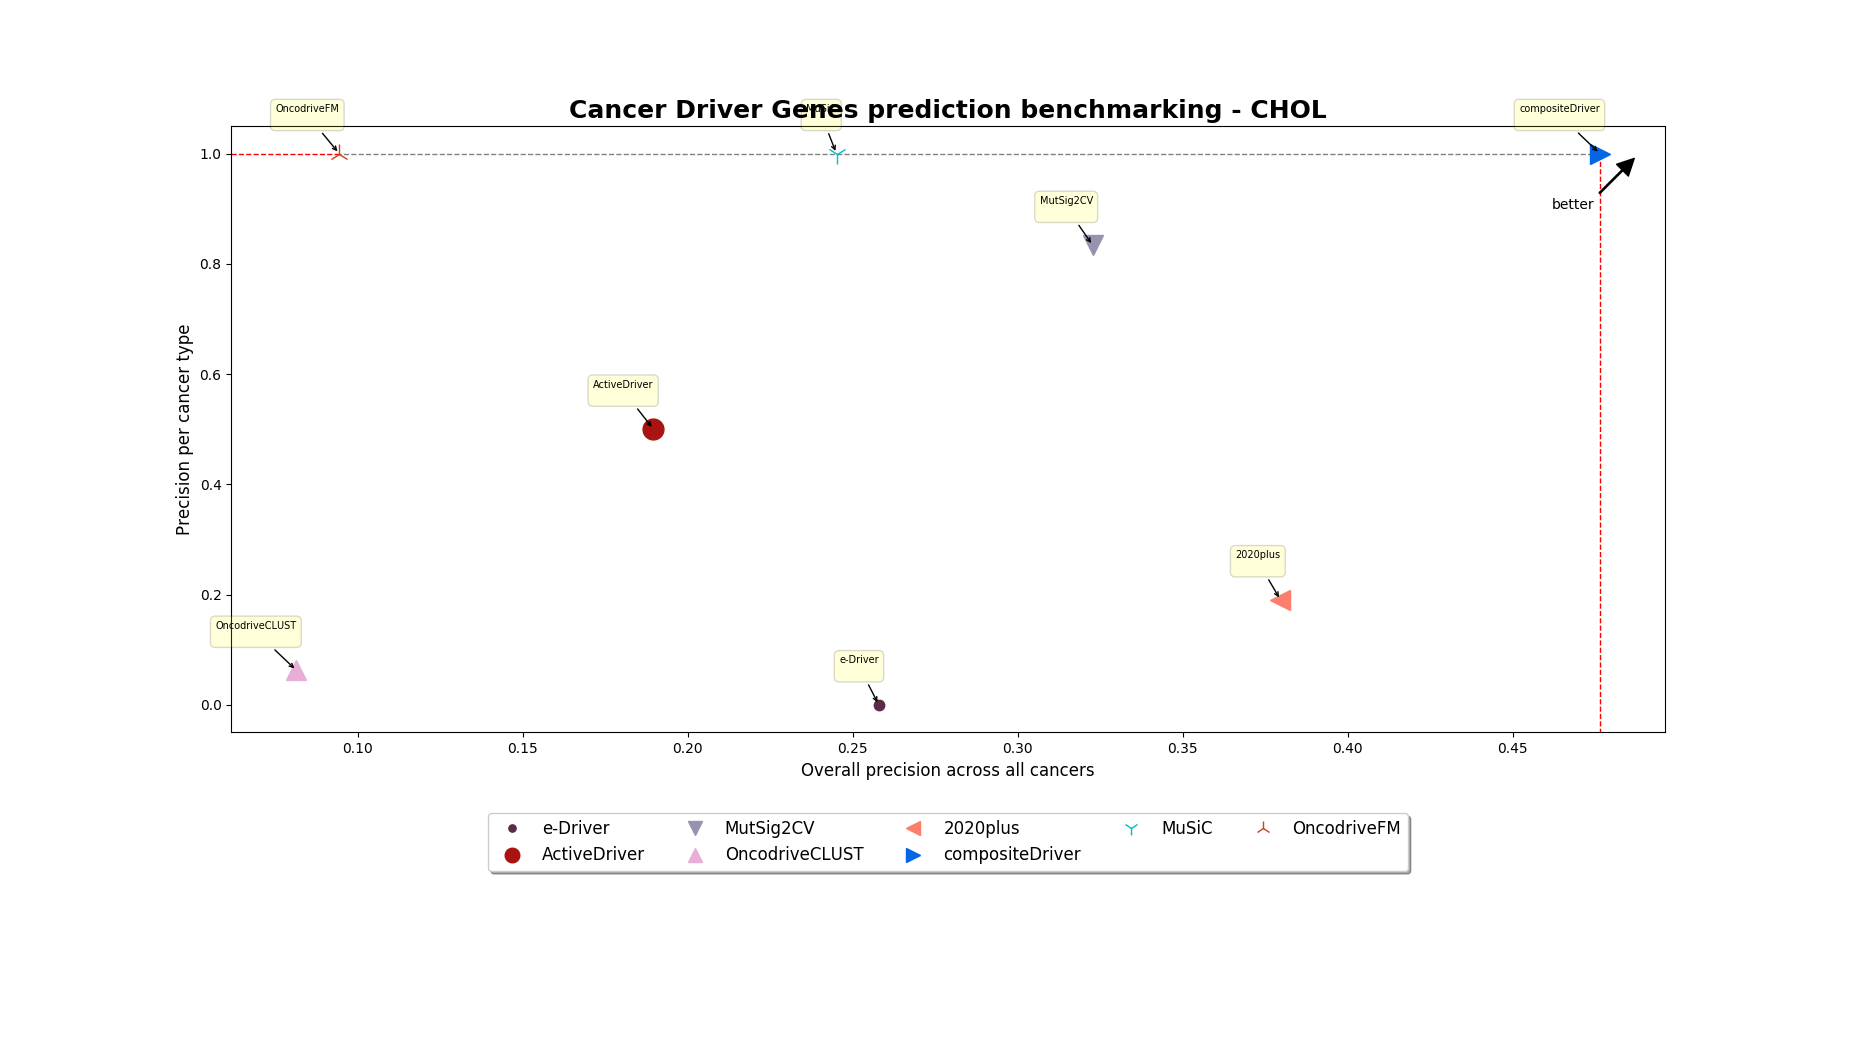 Cancer Driver Genes prediction benchmarking - CHOL
OncodriveFM
MuSiC
compositeDriver
better
MutSig2CV
ActiveDriver
2020plus
OncodriveCLUST
e-Driver
Precision per cancer type
1.0
0.8
0.6
0.4
0.2
0.0
0.10 0.15 0.20 0.25 0.30 0.35 0.40 0.45
Overall precision across all cancers
e-Driver MutSig2CV 2020plus MuSiC OncodriveFM
ActiveDriver OncodriveCLUST compositeDriver